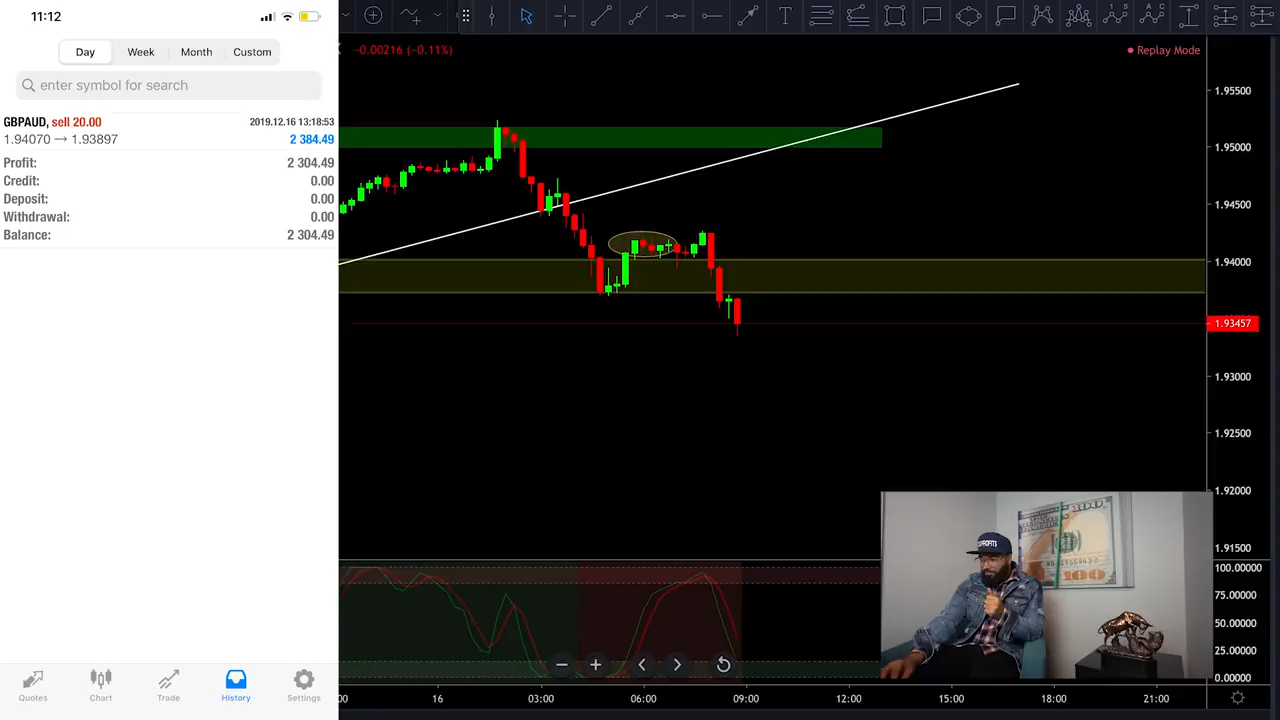 11:12
Day Week Month Custom
enter symbol for search
GBPAUD, sell 20.00 2019.12.16 13:18:53
1.94070 → 1.93897 2 384.49
Profit: 2 304.49
Credit: 0.00
Deposit: 0.00
Withdrawal: 0.00
Balance: 2 304.49
Quotes Chart Trade History Settings
−0.00216 (−0.11%)
Replay Mode
1.95500
1.95000
1.94500
1.94000
1.93457
1.93000
1.92500
1.92000
1.91500
100.00000
75.00000
50.00000
25.00000
0.00000
:00 16 03:00 06:00 09:00 12:00 15:00 18:00 21:00
100
100